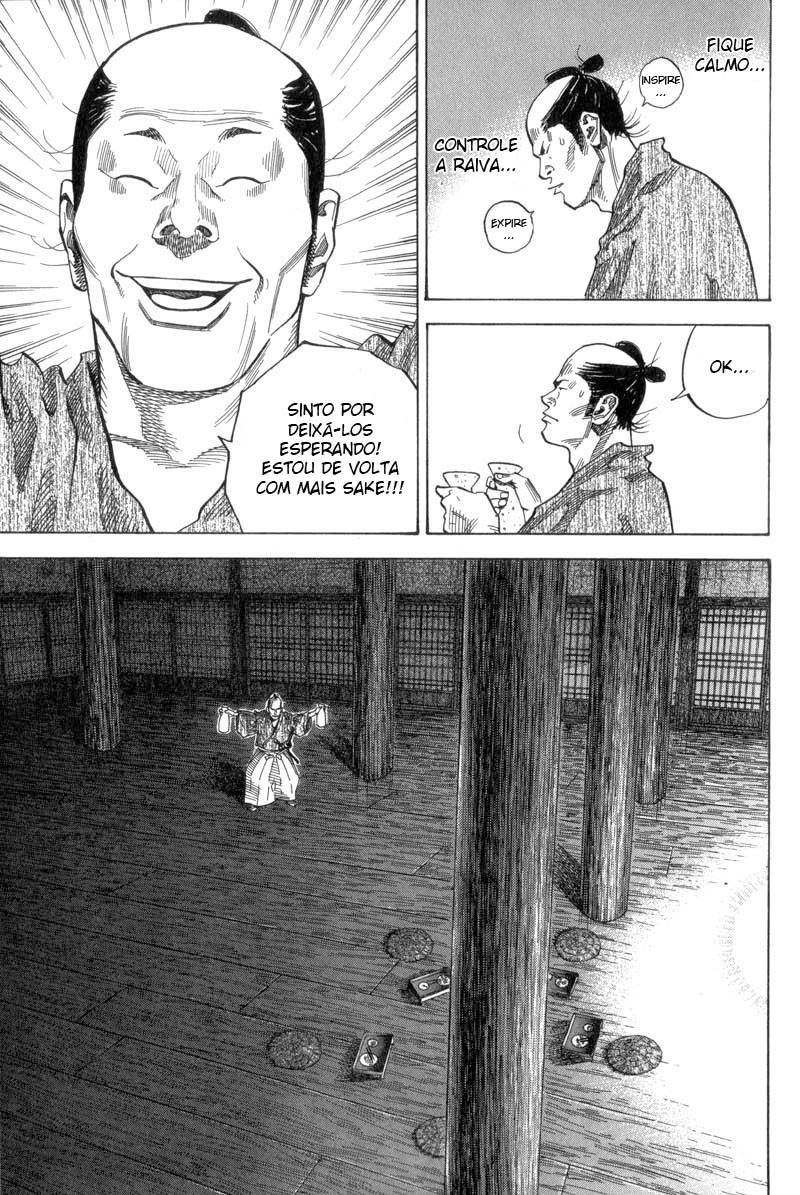 FIQUE
CALMO...
INSPIRE
...
CONTROLE
A RAIVA...
EXPIRE
...
OK...
SINTO POR
DEIXÁ-LOS
ESPERANDO!
ESTOU DE VOLTA
COM MAIS SAKE!!!